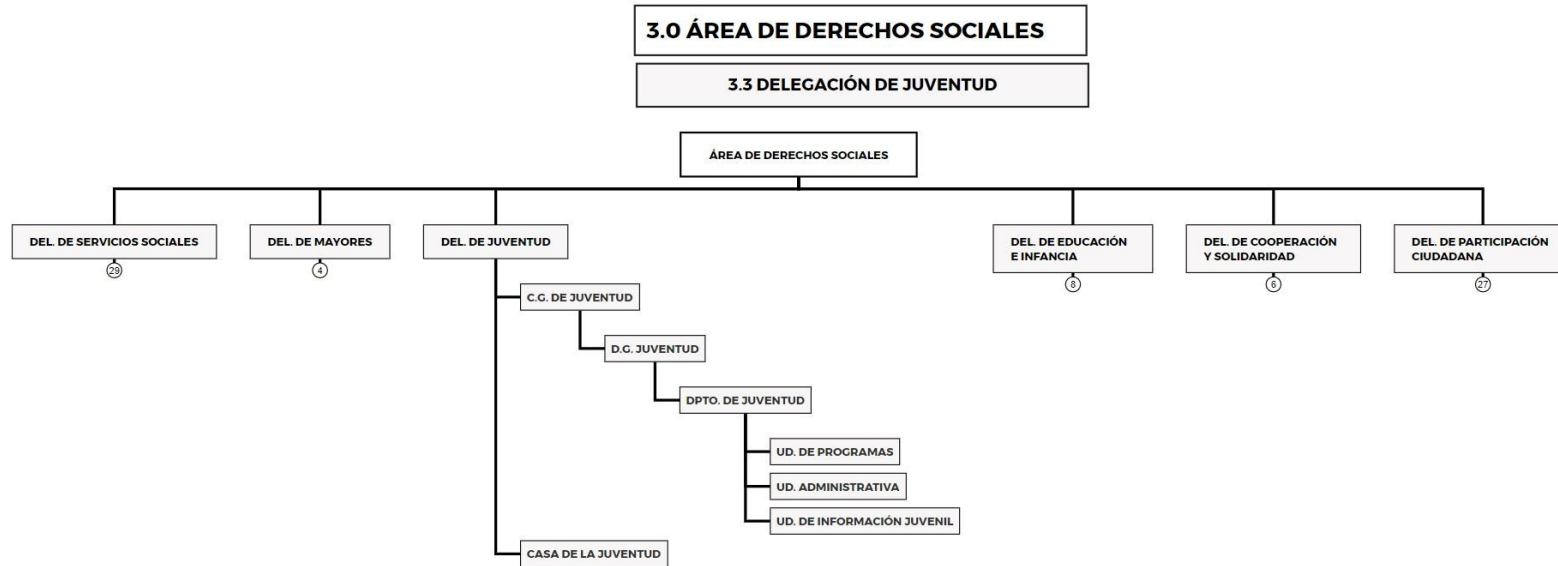 3.0 ÁREA DE DERECHOS SOCIALES
3.3 DELEGACIÓN DE JUVENTUD
ÁREA DE DERECHOS SOCIALES
DEL. DE SERVICIOS SOCIALES
29
DEL. DE MAYORES
4
DEL. DE JUVENTUD
DEL. DE EDUCACIÓN
E INFANCIA
8
DEL. DE COOPERACIÓN
Y SOLIDARIDAD
6
DEL. DE PARTICIPACIÓN
CIUDADANA
27
C.G. DE JUVENTUD
D.G. JUVENTUD
DPTO. DE JUVENTUD
UD. DE PROGRAMAS
UD. ADMINISTRATIVA
UD. DE INFORMACIÓN JUVENIL
CASA DE LA JUVENTUD